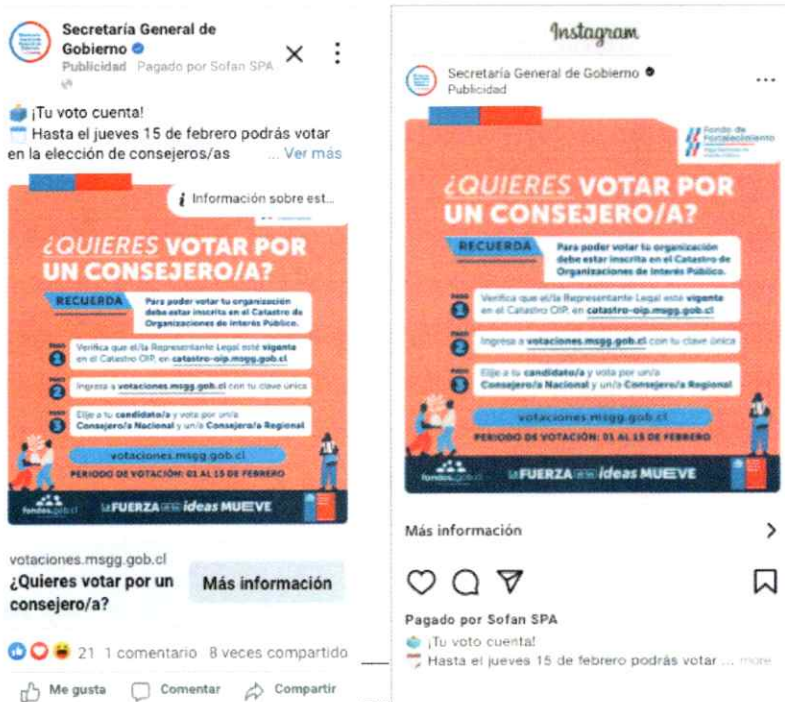 Secretaría General de
Gobierno
Publicidad Pagado por Sofan SPA
¡Tu voto cuenta!
Hasta el jueves 15 de febrero podrás votar
en la elección de consejeros/as ... Ver más
Información sobre est...
¿QUIERES VOTAR POR
UN CONSEJERO/A?
RECUERDA
Para poder votar tu organización
debe estar inscrita en el Catastro de
Organizaciones de Interés Público.
PASO
1
Verifica que el/la Representante Legal esté vigente
en el Catastro OIP, en catastro-oip.msgg.gob.cl
PASO
2
Ingresa a votaciones.msgg.gob.cl con tu clave única
PASO
3
Elije a tu candidato/a y vota por un/a
Consejero/a Nacional y un/a Consejero/a Regional
votaciones.msgg.gob.cl
PERIODO DE VOTACIÓN: 01 AL 15 DE FEBRERO
fondos.gob.cl
LA FUERZA DE LAS ideas MUEVE
votaciones.msgg.gob.cl
¿Quieres votar por un
consejero/a?
Más información
21 1 comentario 8 veces compartido
Me gusta Comentar Compartir
Instagram
Secretaría General de Gobierno
Publicidad
Fondo de
Fortalecimiento
¿QUIERES VOTAR POR
UN CONSEJERO/A?
RECUERDA
Para poder votar tu organización
debe estar inscrita en el Catastro de
Organizaciones de Interés Público.
PASO
1
Verifica que el/la Representante Legal esté vigente
en el Catastro OIP, en catastro-oip.msgg.gob.cl
PASO
2
Ingresa a votaciones.msgg.gob.cl con tu clave única
PASO
3
Elije a tu candidato/a y vota por un/a
Consejero/a Nacional y un/a Consejero/a Regional
votaciones.msgg.gob.cl
PERIODO DE VOTACIÓN: 01 AL 15 DE FEBRERO
fondos.gob.cl
LA FUERZA DE LAS ideas MUEVE
Más información
Pagado por Sofan SPA
¡Tu voto cuenta!
Hasta el jueves 15 de febrero podrás votar ... more